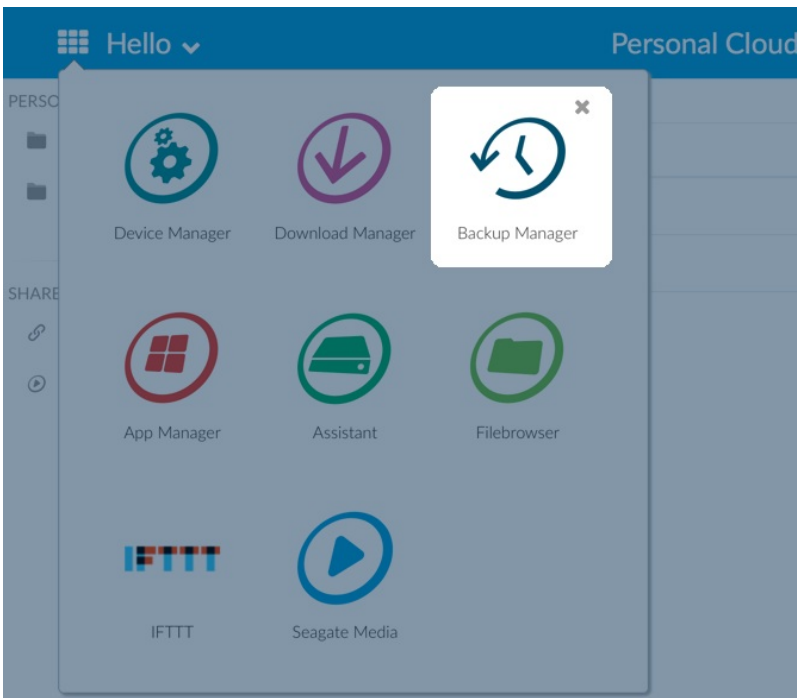 Hello
Personal Cloud
PERSO
Device Manager
Download Manager
Backup Manager
SHARE
App Manager
Assistant
Filebrowser
IFTTT
IFTTT
Seagate Media